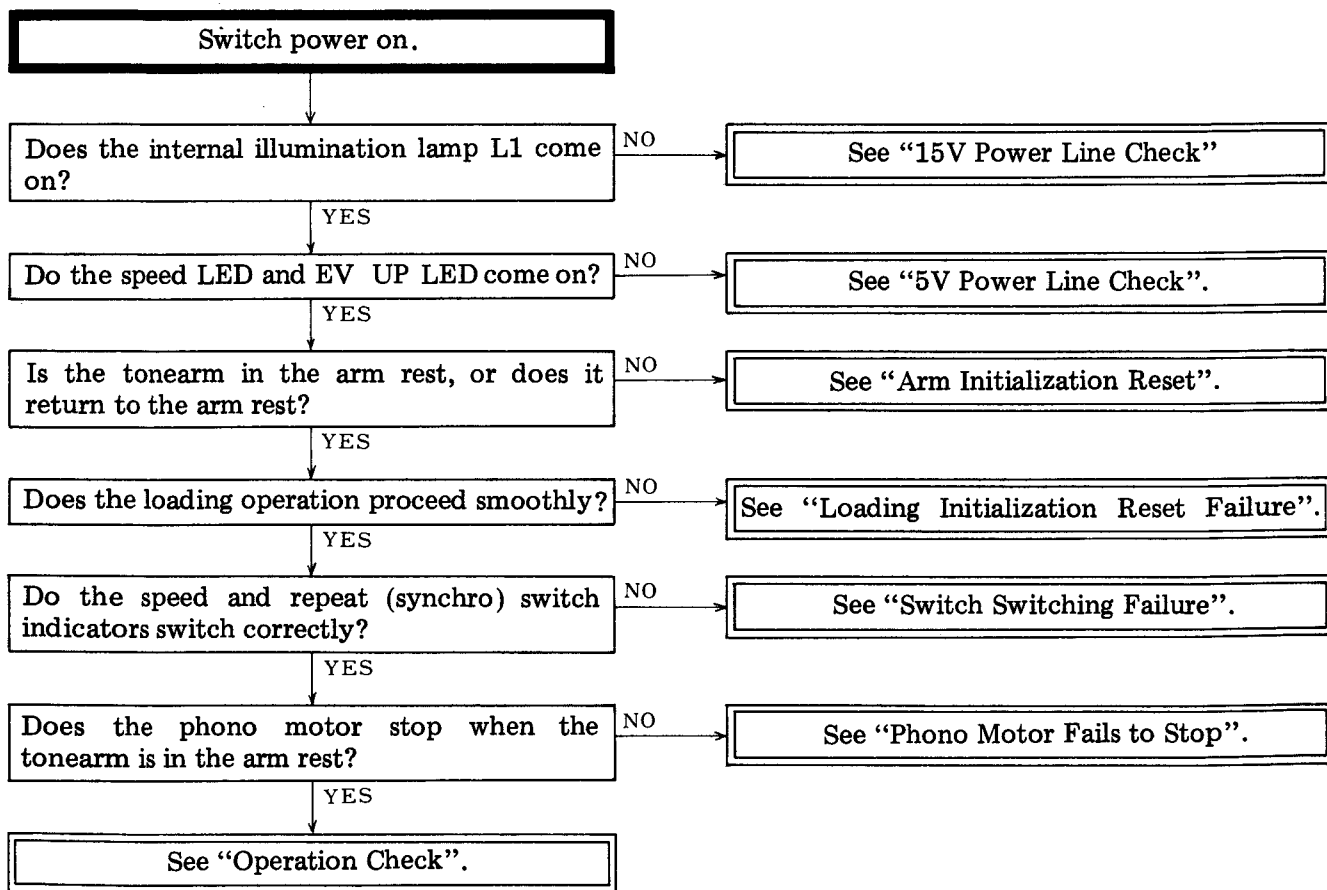 Switch power on.
Does the internal illumination lamp L1 come
on?
NO
See “15V Power Line Check”
YES
Do the speed LED and EV UP LED come on?
NO
See “5V Power Line Check”.
YES
Is the tonearm in the arm rest, or does it
return to the arm rest?
NO
See “Arm Initialization Reset”.
YES
Does the loading operation proceed smoothly?
NO
See “Loading Initialization Reset Failure”.
YES
Do the speed and repeat (synchro) switch
indicators switch correctly?
NO
See “Switch Switching Failure”.
YES
Does the phono motor stop when the
tonearm is in the arm rest?
NO
See “Phono Motor Fails to Stop”.
YES
See “Operation Check”.